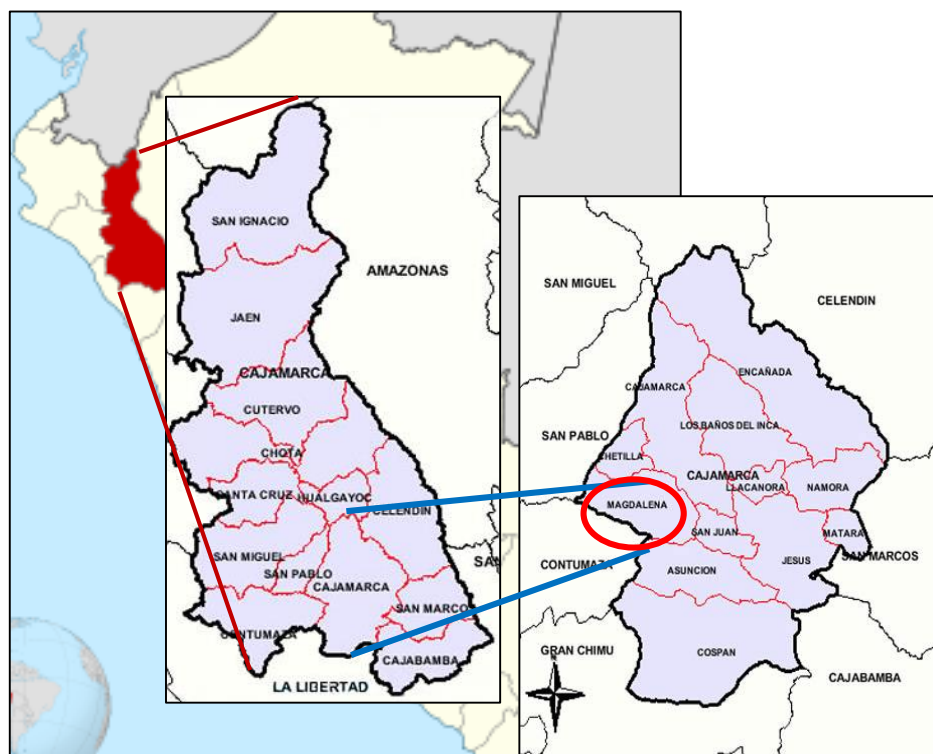 SAN IGNACIO
AMAZONAS
JAEN
CAJAMARCA
CUTERVO
CHOTA
SANTA CRUZ
HUALGAYOC
CELENDIN
SAN MIGUEL
SAN PABLO
CAJAMARCA
SAN MARCO
CONTUMAZA
CAJABAMBA
LA LIBERTAD
SAN
SAN MIGUEL
CELENDIN
ENCAÑADA
CAJAMARCA
LOS BAÑOS DEL INCA
SAN PABLO
CHETILLA
CAJAMARCA
LLACANORA
NAMORA
MAGDALENA
SAN JUAN
MATARA
SAN MARCOS
CONTUMAZA
ASUNCION
JESUS
GRAN CHIMU
COSPAN
CAJABAMBA